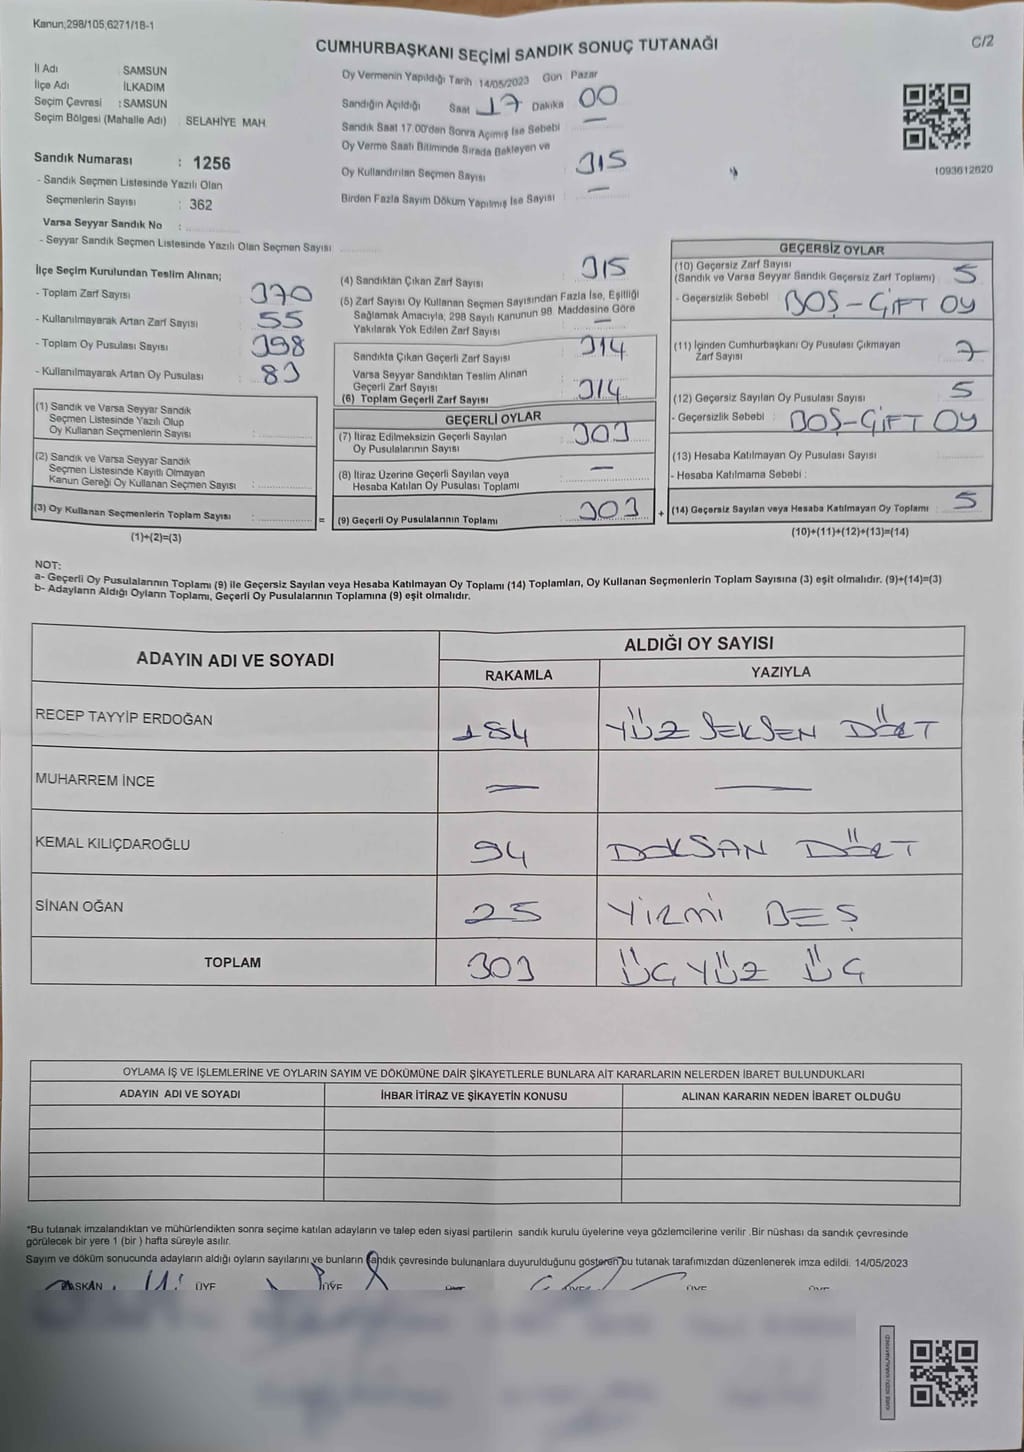 Kanun;298/105,6271/18-1
CUMHURBAŞKANI SEÇİMİ SANDIK SONUÇ TUTANAĞI
C/2
İl Adı : SAMSUN
İlçe Adı İLKADIM
Seçim Çevresi : SAMSUN
Seçim Bölgesi (Mahalle Adı) : SELAHİYE MAH
Sandık Numarası : 1256
- Sandık Seçmen Listesinde Yazılı Olan
Seçmenlerin Sayısı : 362
Varsa Seyyar Sandık No :
- Seyyar Sandık Seçmen Listesinde Yazılı Olan Seçmen Sayısı
Oy Vermenin Yapıldığı Tarih 14/05/2023 Gün Pazar
Sandığın Açıldığı Saat 17 Dakika 00
Sandık Saat 17.00'den Sonra Açımış İse Sebebi —
Oy Verme Saati Bitiminde Sırada Bekleyen ve
Oy Kullandırılan Seçmen Sayısı 315
Birden Fazla Sayım Döküm Yapılmış İse Sayısı —
1093612620
İlçe Seçim Kurulundan Teslim Alınan;
- Toplam Zarf Sayısı 370
- Kullanılmayarak Artan Zarf Sayısı 55
- Toplam Oy Pusulası Sayısı 398
- Kullanılmayarak Artan Oy Pusulası 83
(1) Sandık ve Varsa Seyyar Sandık
Seçmen Listesinde Yazılı Olup
Oy Kullanan Seçmenlerin Sayısı :
(2) Sandık ve Varsa Seyyar Sandık
Seçmen Listesinde Kayıtlı Olmayan
Kanun Gereği Oy Kullanan Seçmen Sayısı :
(3) Oy Kullanan Seçmenlerin Toplam Sayısı :
(1)+(2)=(3)
(4) Sandıktan Çıkan Zarf Sayısı 315
(5) Zarf Sayısı Oy Kullanan Seçmen Sayısından Fazla İse, Eşitliği
Sağlamak Amacıyla, 298 Sayılı Kanunun 98. Maddesine Göre
Yakılarak Yok Edilen Zarf Sayısı —
Sandıkta Çıkan Geçerli Zarf Sayısı 314
Varsa Seyyar Sandıktan Teslim Alınan
Geçerli Zarf Sayısı
(6) Toplam Geçerli Zarf Sayısı 314
GEÇERLİ OYLAR
(7) İtiraz Edilmeksizin Geçerli Sayılan
Oy Pusulalarının Sayısı 303
(8) İtiraz Üzerine Geçerli Sayılan veya
Hesaba Katılan Oy Pusulası Toplamı —
= (9) Geçerli Oy Pusulalarının Toplamı 303
GEÇERSİZ OYLAR
(10) Geçersiz Zarf Sayısı
(Sandık ve Varsa Seyyar Sandık Geçersiz Zarf Toplamı) 5
- Geçersizlik Sebebi : BOŞ-ÇİFT OY
(11) İçinden Cumhurbaşkanı Oy Pusulası Çıkmayan
Zarf Sayısı 7
(12) Geçersiz Sayılan Oy Pusulası Sayısı 5
- Geçersizlik Sebebi : BOŞ-ÇİFT OY
(13) Hesaba Katılmayan Oy Pusulası Sayısı
- Hesaba Katılmama Sebebi :
+ (14) Geçersiz Sayılan veya Hesaba Katılmayan Oy Toplamı 5
(10)+(11)+(12)+(13)=(14)
NOT:
a- Geçerli Oy Pusulalarının Toplamı (9) ile Geçersiz Sayılan veya Hesaba Katılmayan Oy Toplamı (14) Toplamları, Oy Kullanan Seçmenlerin Toplam Sayısına (3) eşit olmalıdır. (9)+(14)=(3)
b- Adayların Aldığı Oyların Toplamı, Geçerli Oy Pusulalarının Toplamına (9) eşit olmalıdır.
ADAYIN ADI VE SOYADI ALDIĞI OY SAYISI
RAKAMLA YAZIYLA
RECEP TAYYİP ERDOĞAN 184 YÜZ SEKSEN DÖRT
MUHARREM İNCE — —
KEMAL KILIÇDAROĞLU 94 DOKSAN DÖRT
SİNAN OĞAN 25 YİRMİ BEŞ
TOPLAM 303 ÜÇ YÜZ ÜÇ
OYLAMA İŞ VE İŞLEMLERİNE VE OYLARIN SAYIM VE DÖKÜMÜNE DAİR ŞİKAYETLERLE BUNLARA AİT KARARLARIN NELERDEN İBARET BULUNDUKLARI
ADAYIN ADI VE SOYADI İHBAR İTİRAZ VE ŞİKAYETİN KONUSU ALINAN KARARIN NEDEN İBARET OLDUĞU
*Bu tutanak imzalandıktan ve mühürlendikten sonra seçime katılan adayların ve talep eden siyasi partilerin sandık kurulu üyelerine veya gözlemcilerine verilir .Bir nüshası da sandık çevresinde
görülecek bir yere 1 (bir ) hafta süreyle asılır.
Sayım ve döküm sonucunda adayların aldığı oyların sayılarını ve bunların sandık çevresinde bulunanlara duyurulduğunu gösteren bu tutanak tarafımızdan düzenlenerek imza edildi. 14/05/2023
BAŞKAN ÜYE ÜYE ÜYE ÜYE ÜYE ÜYE
KARE KODU KARALAMAYINIZ!